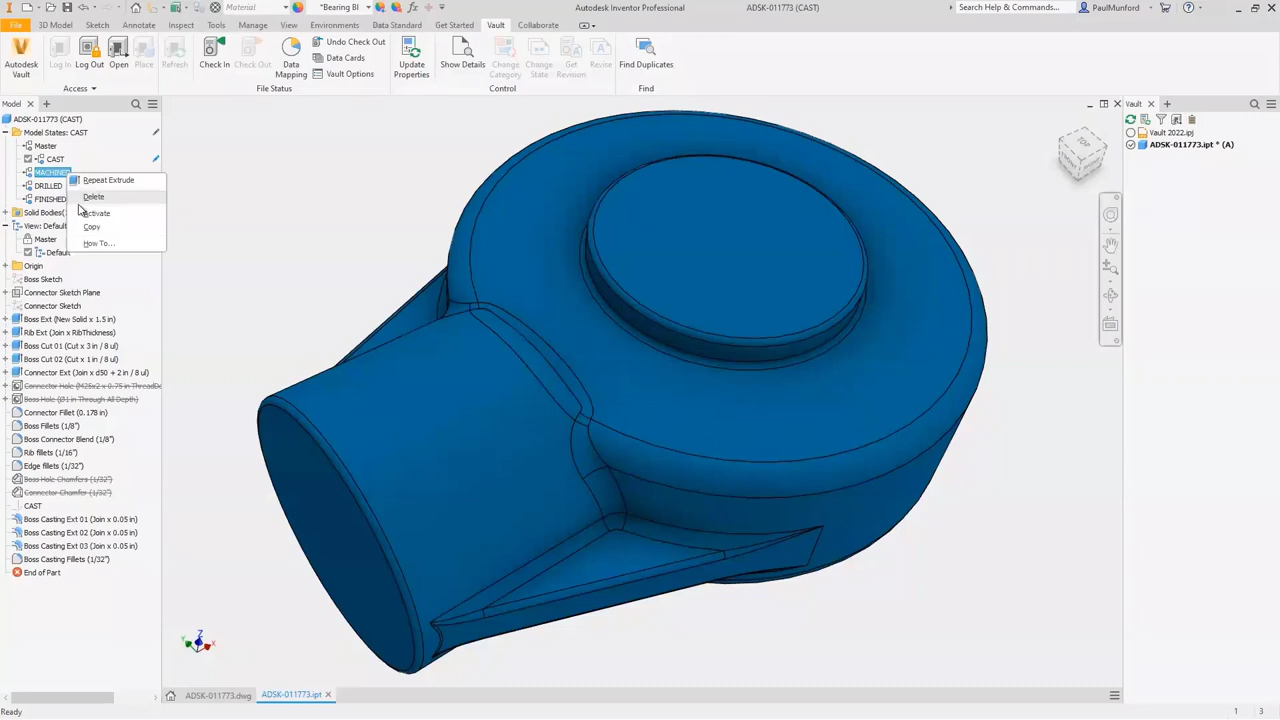 Material
*Bearing Bl
Autodesk Inventor Professional
ADSK-011773 (CAST)
Search Help & Commands...
PaulMunford
File
3D Model
Sketch
Annotate
Inspect
Tools
Manage
View
Environments
Data Standard
Get Started
Vault
Collaborate
Autodesk
Vault
Log In
Log Out
Open
Place
Refresh
Check In
Check Out
Data
Mapping
Undo Check Out
Data Cards
Vault Options
Update
Properties
Show Details
Change
Category
Change
State
Get
Revision
Revise
Find Duplicates
Access
File Status
Control
Find
Model
ADSK-011773 (CAST)
Model States: CAST
Master
CAST
MACHINED
DRILLED
FINISHED
Solid Bodies(
View: Default
Master
Default
Origin
Boss Sketch
Connector Sketch Plane
Connector Sketch
Boss Ext (New Solid x 1.5 in)
Rib Ext (Join x RibThickness)
Boss Cut 01 (Cut x 3 in / 8 ul)
Boss Cut 02 (Cut x 1 in / 8 ul)
Connector Ext (Join x d50 + 2 in / 8 ul)
Connector Hole (M25x2 x 0.75 in ThreadDe
Boss Hole (Ø1 in Through All Depth)
Connector Fillet (0.178 in)
Boss Fillets (1/8")
Boss Connector Blend (1/8")
Rib fillets (1/16")
Edge fillets (1/32")
Boss Hole Chamfers (1/32")
Connector Chamfer (1/32")
CAST
Boss Casting Ext 01 (Join x 0.05 in)
Boss Casting Ext 02 (Join x 0.05 in)
Boss Casting Ext 03 (Join x 0.05 in)
Boss Casting Fillets (1/32")
End of Part
Repeat Extrude
Delete
Activate
Copy
How To...
TOP
Z
Y
X
Vault
Vault 2022.ipj
ADSK-011773.ipt * (A)
ADSK-011773.dwg
ADSK-011773.ipt
Ready
1
3